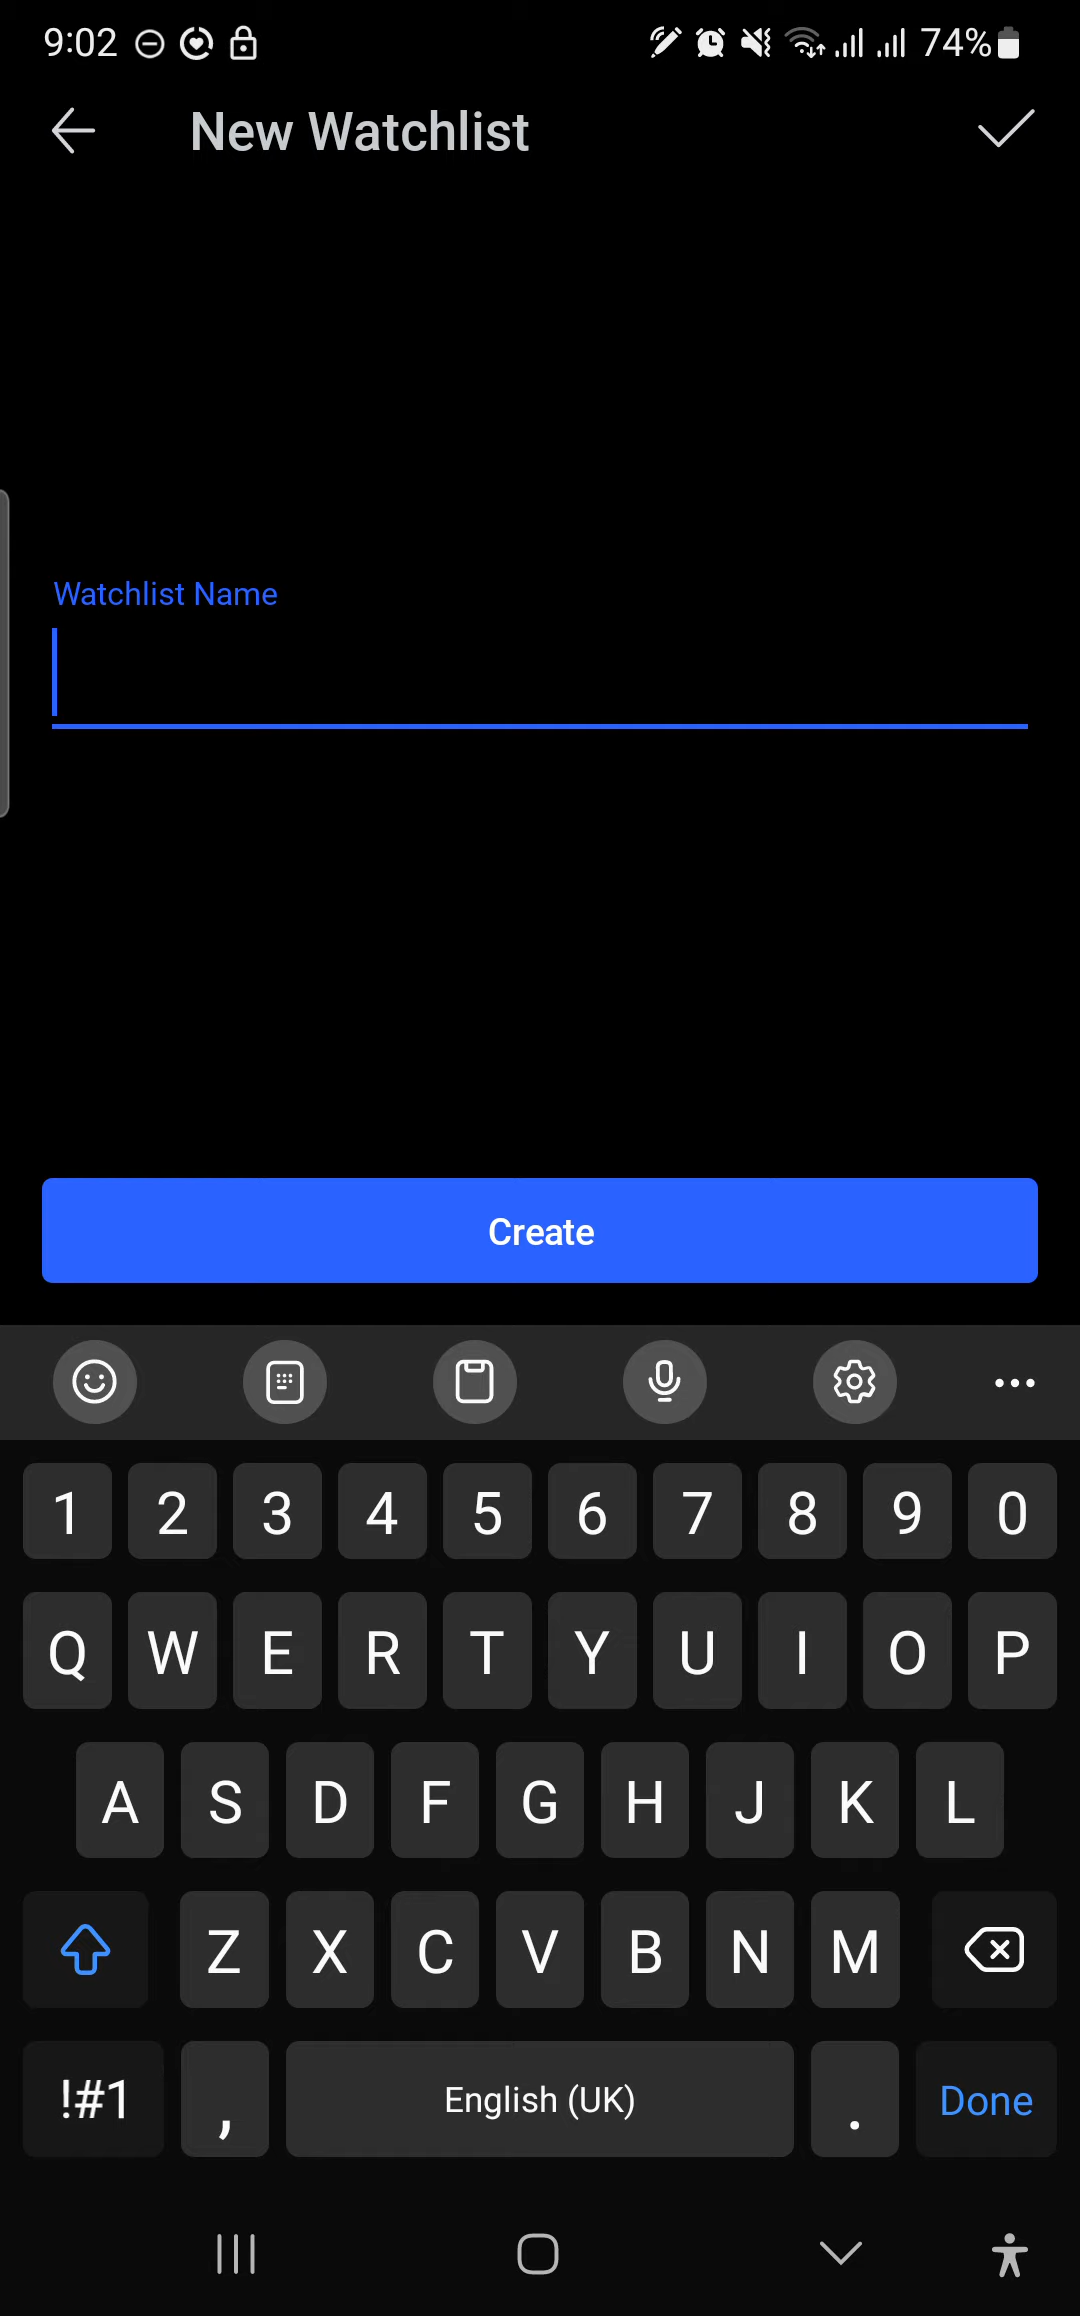 9:02
74%
New Watchlist
Watchlist Name
Create
1 2 3 4 5 6 7 8 9 0
Q W E R T Y U I O P
A S D F G H J K L
Z X C V B N M
!#1 , English (UK) . Done